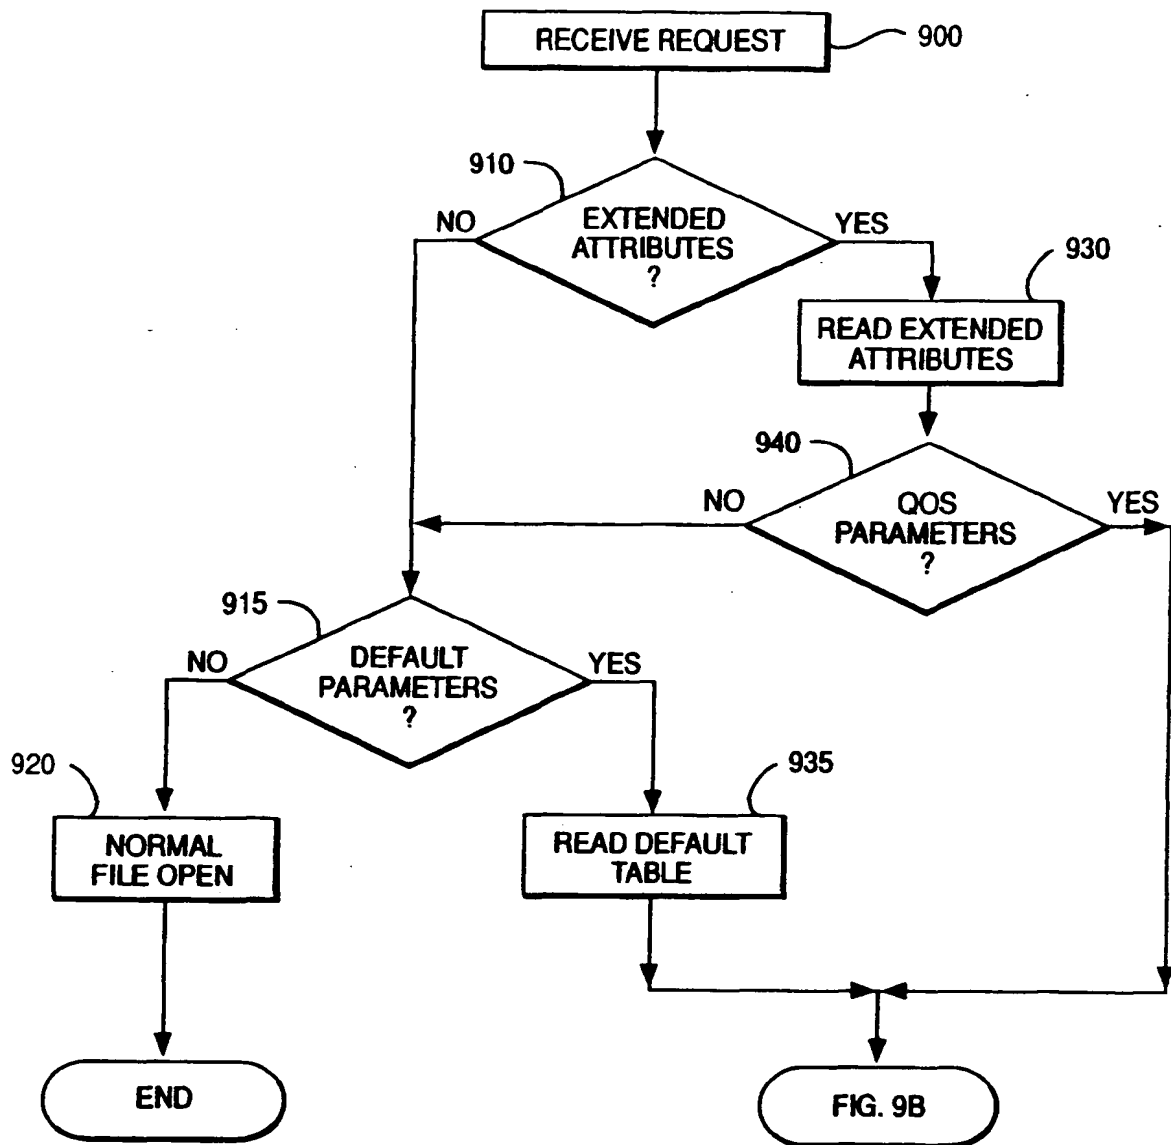 RECEIVE REQUEST
900
910
NO
EXTENDED
ATTRIBUTES
?
YES
930
READ EXTENDED
ATTRIBUTES
940
NO
QOS
PARAMETERS
?
YES
915
NO
DEFAULT
PARAMETERS
?
YES
920
NORMAL
FILE OPEN
935
READ DEFAULT
TABLE
END
FIG. 9B